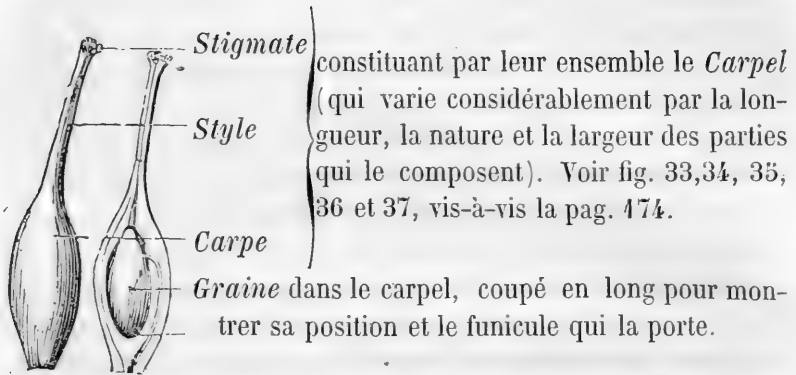 Stigmate
Style
Carpe
constituant par leur ensemble le Carpel
(qui varie considérablement par la lon-
gueur, la nature et la largeur des parties
qui le composent). Voir fig. 33,34, 35,
36 et 37, vis-à-vis la pag. 174.
Graine dans le carpel, coupé en long pour mon-
trer sa position et le funicule qui la porte.